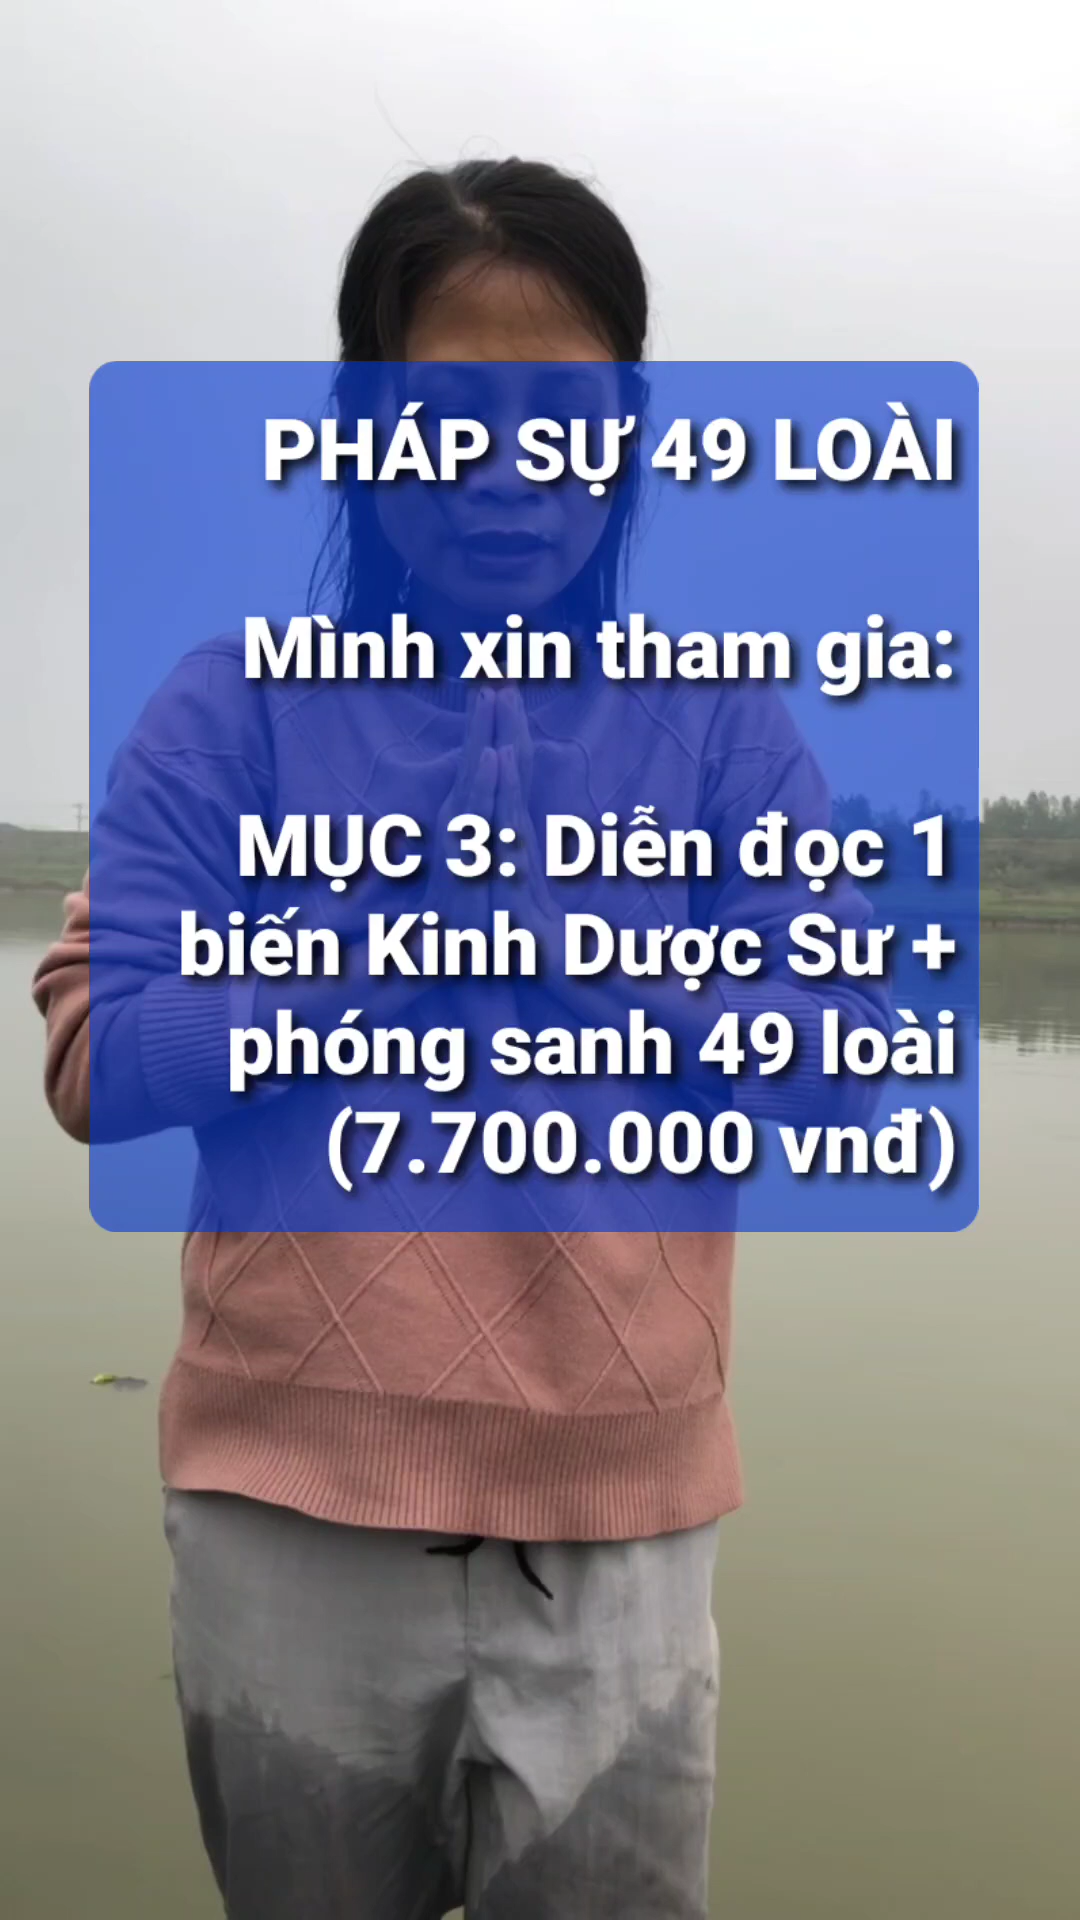 PHÁP SỰ 49 LOÀI
Mình xin tham gia:
MỤC 3: Diễn đọc 1
biến Kinh Dược Sư +
phóng sanh 49 loài
(7.700.000 vnđ)